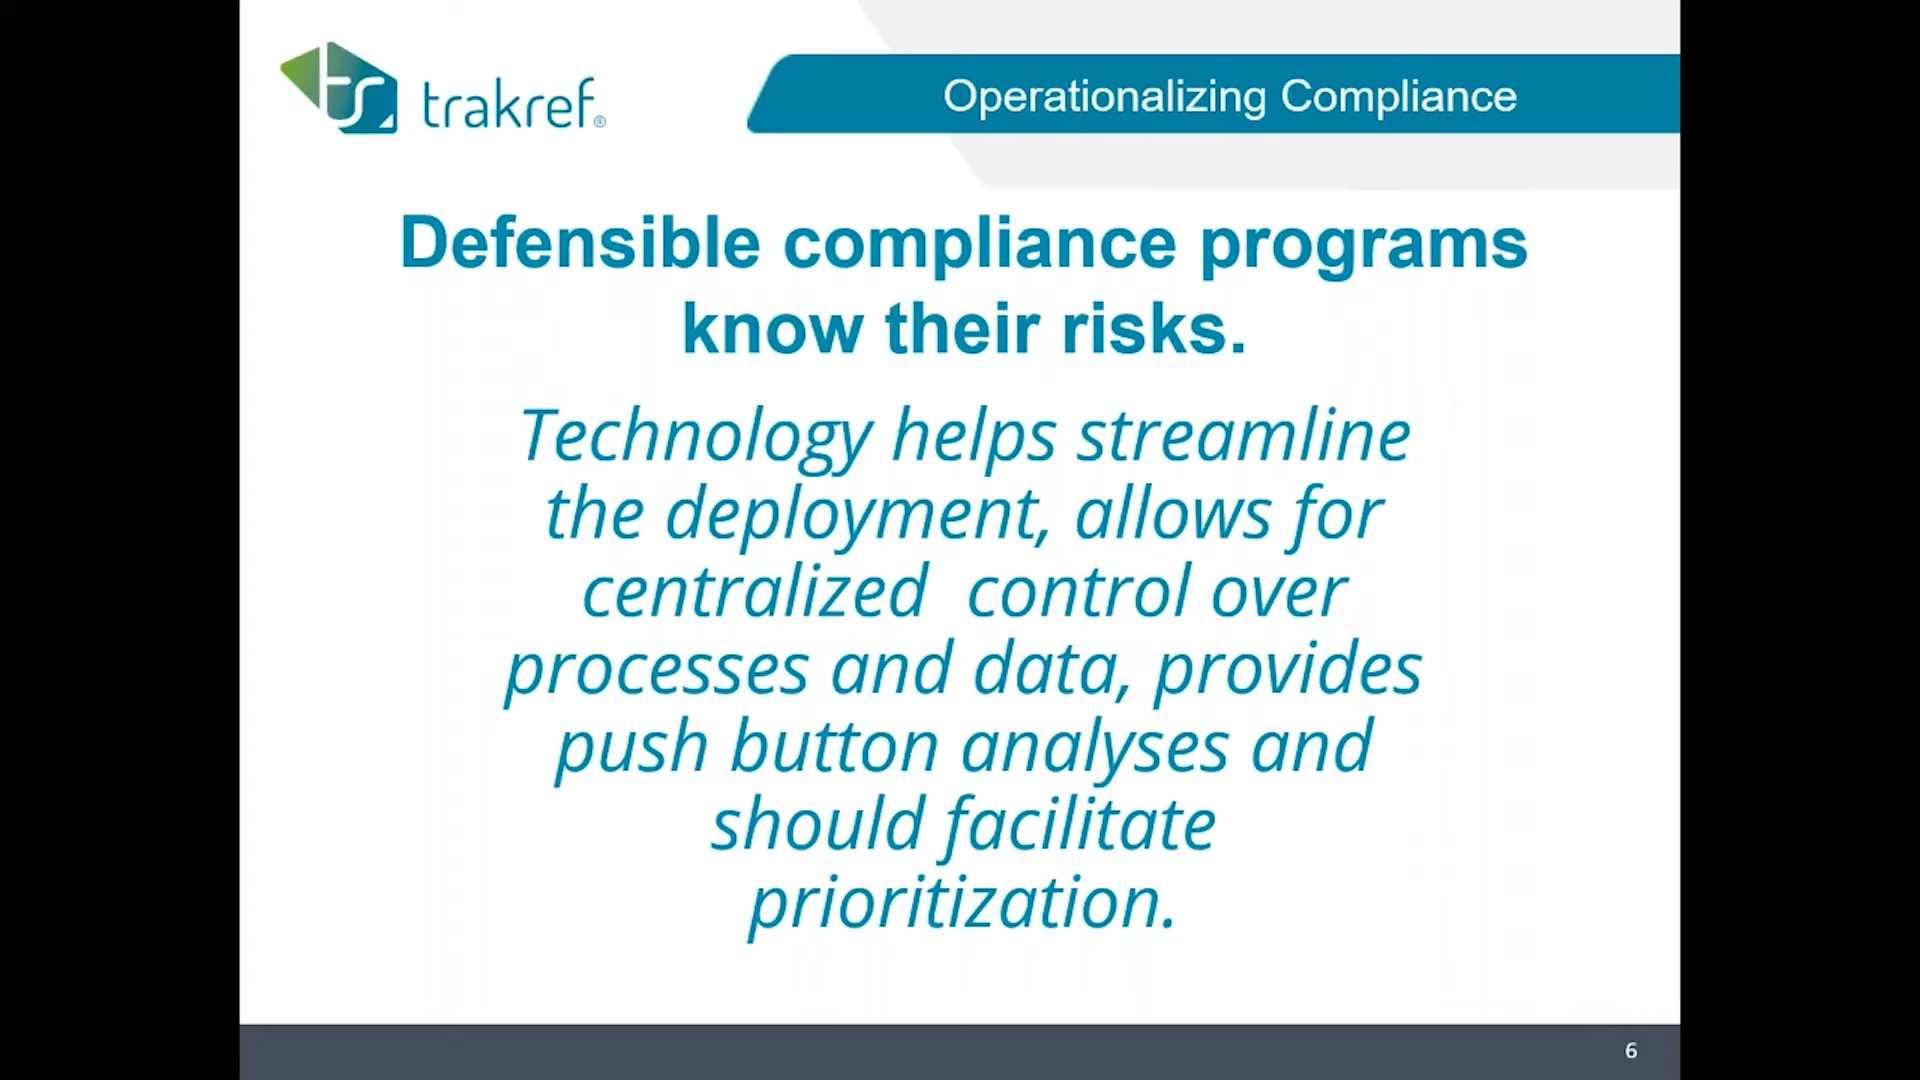 ts trakref®
Operationalizing Compliance
Defensible compliance programs
know their risks.
Technology helps streamline
the deployment, allows for
centralized  control over
processes and data, provides
push button analyses and
should facilitate
prioritization.
6